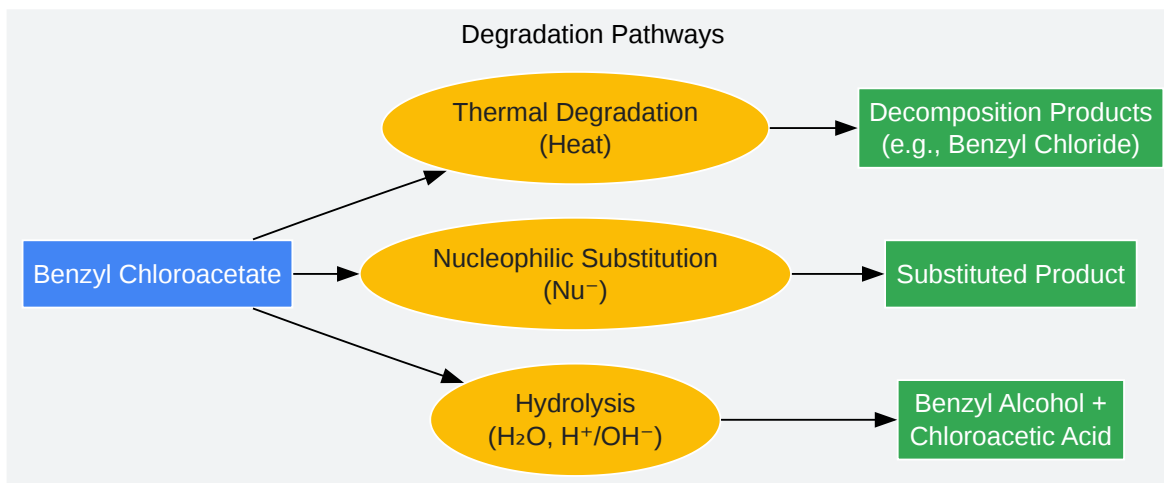 Degradation Pathways
Thermal Degradation
(Heat)
Decomposition Products
(e.g., Benzyl Chloride)
Benzyl Chloroacetate
Nucleophilic Substitution
(Nu⁻)
Substituted Product
Hydrolysis
(H₂O, H⁺/OH⁻)
Benzyl Alcohol +
Chloroacetic Acid